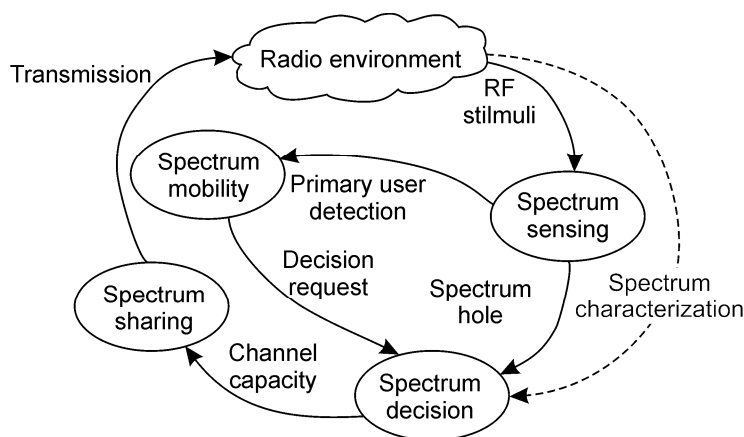 Radio environment
Transmission
RF
stilmuli
Spectrum
mobility
Primary user
detection
Spectrum
sensing
Decision
request
Spectrum
hole
Spectrum
characterization
Spectrum
sharing
Channel
capacity
Spectrum
decision